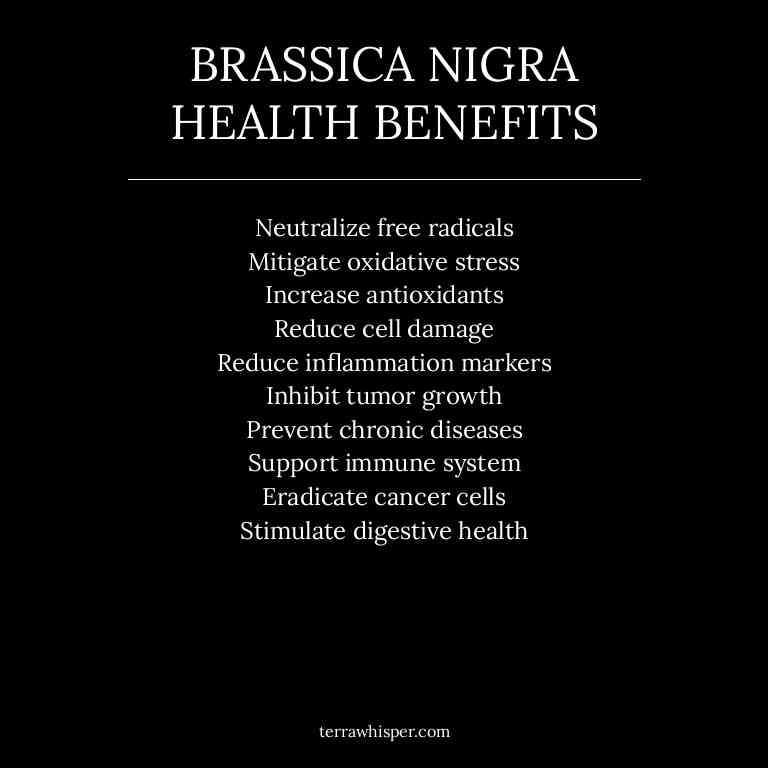 BRASSICA NIGRA
HEALTH BENEFITS
Neutralize free radicals
Mitigate oxidative stress
Increase antioxidants
Reduce cell damage
Reduce inflammation markers
Inhibit tumor growth
Prevent chronic diseases
Support immune system
Eradicate cancer cells
Stimulate digestive health
terrawhisper.com